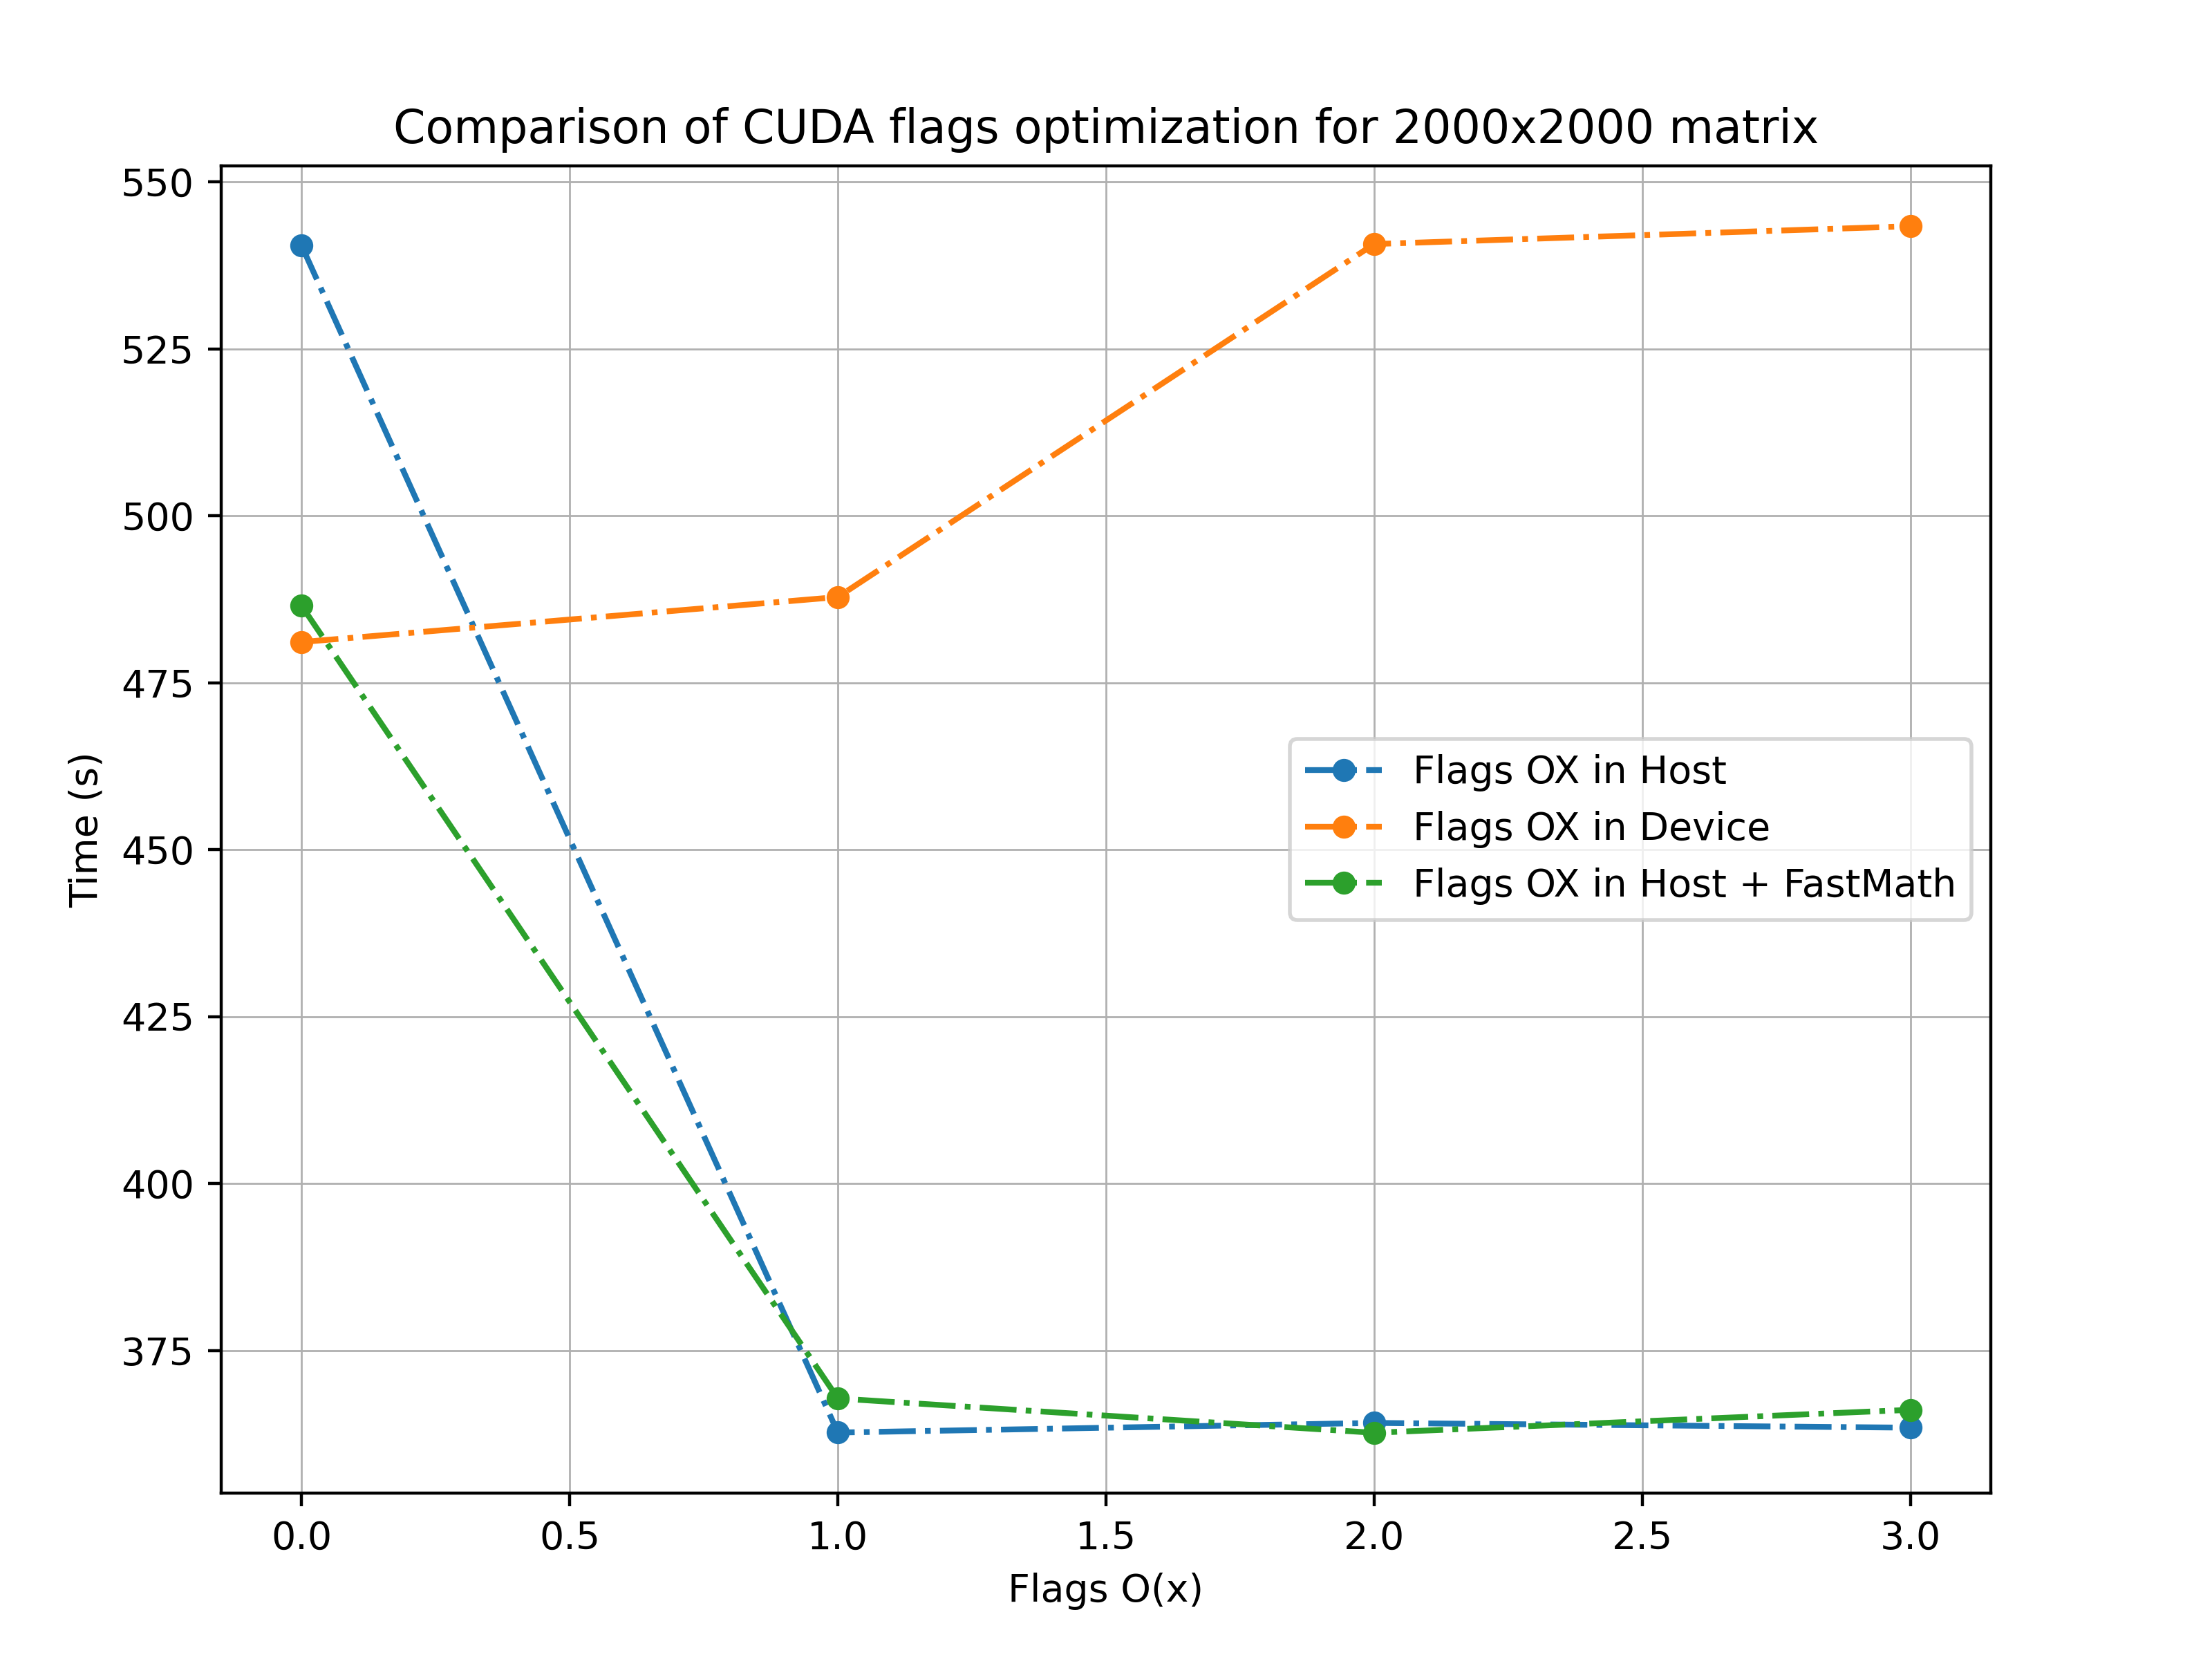 Comparison of CUDA flags optimization for 2000x2000 matrix
550
525
500
475
450
425
400
375
Time (s)
Flags OX in Host
Flags OX in Device
Flags OX in Host + FastMath
0.0 0.5 1.0 1.5 2.0 2.5 3.0
Flags O(x)